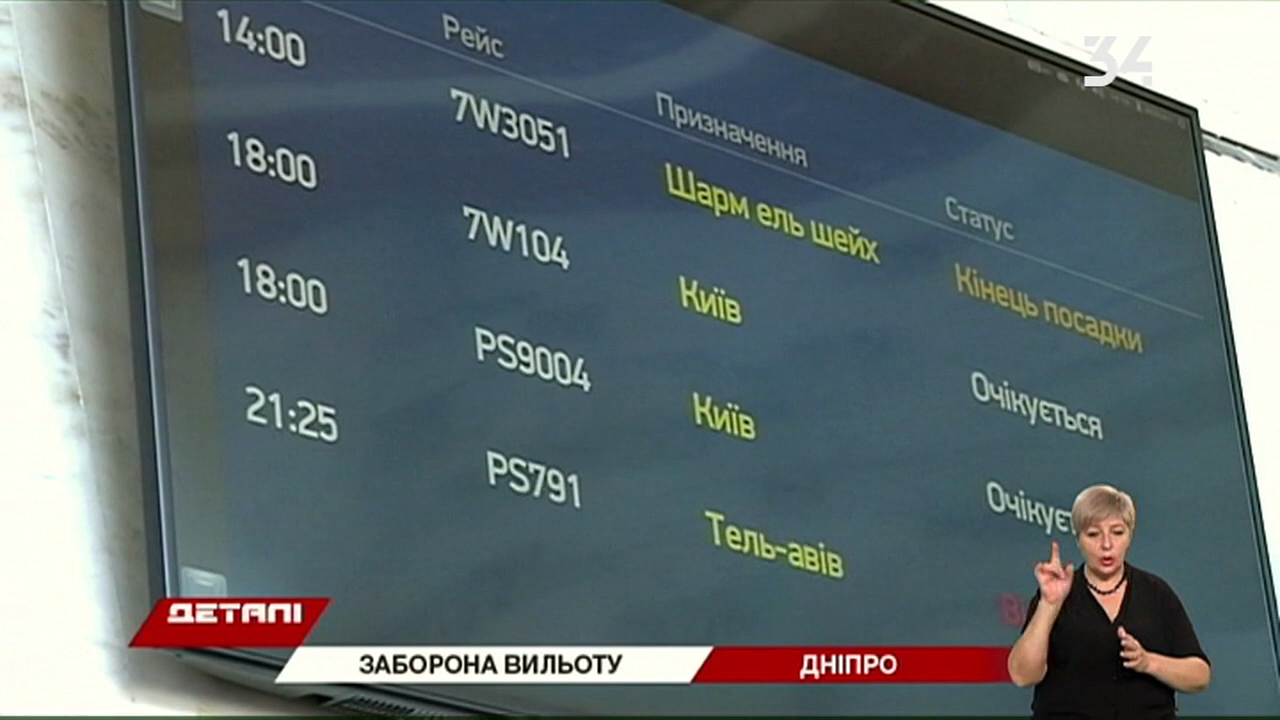 34
Рейс Призначення Статус
14:00 7W3051 Шарм ель шейх Кінець посадки
18:00 7W104 Київ Очікується
18:00 PS9004 Київ
21:25 PS791 Тель-авів
ДЕТАЛІ
ЗАБОРОНА ВИЛЬОТУ ДНІПРО